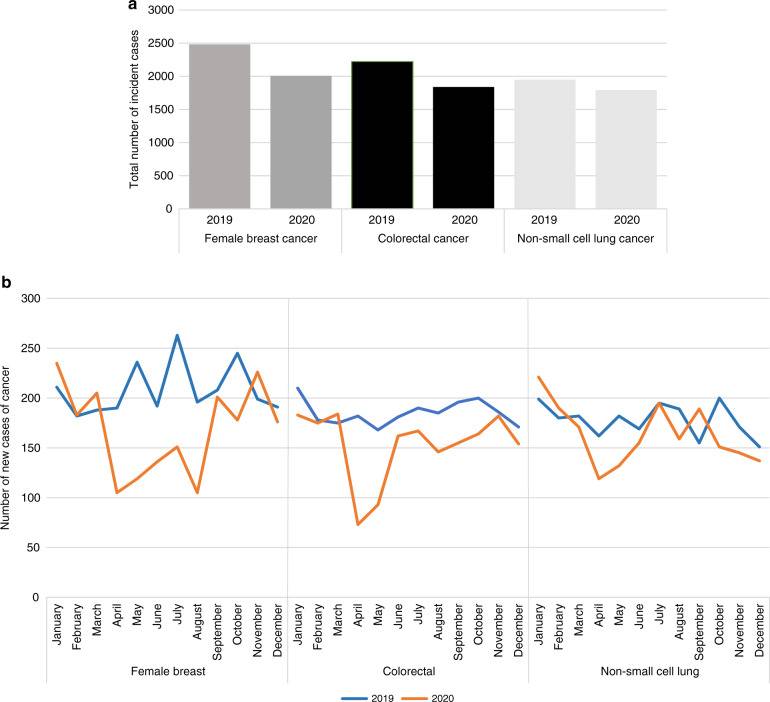 a
3000
2500
2000
1500
1000
500
0
Total number of incident cases
2019 2020 2019 2020 2019 2020
Female breast cancer Colorectal cancer Non-small cell lung cancer
b
300
250
200
150
100
50
0
Number of new cases of cancer
January February March April May June July August September October November December January February March April May June July August September October November December January February March April May June July August September October November December
Female breast Colorectal Non-small cell lung
2019 2020